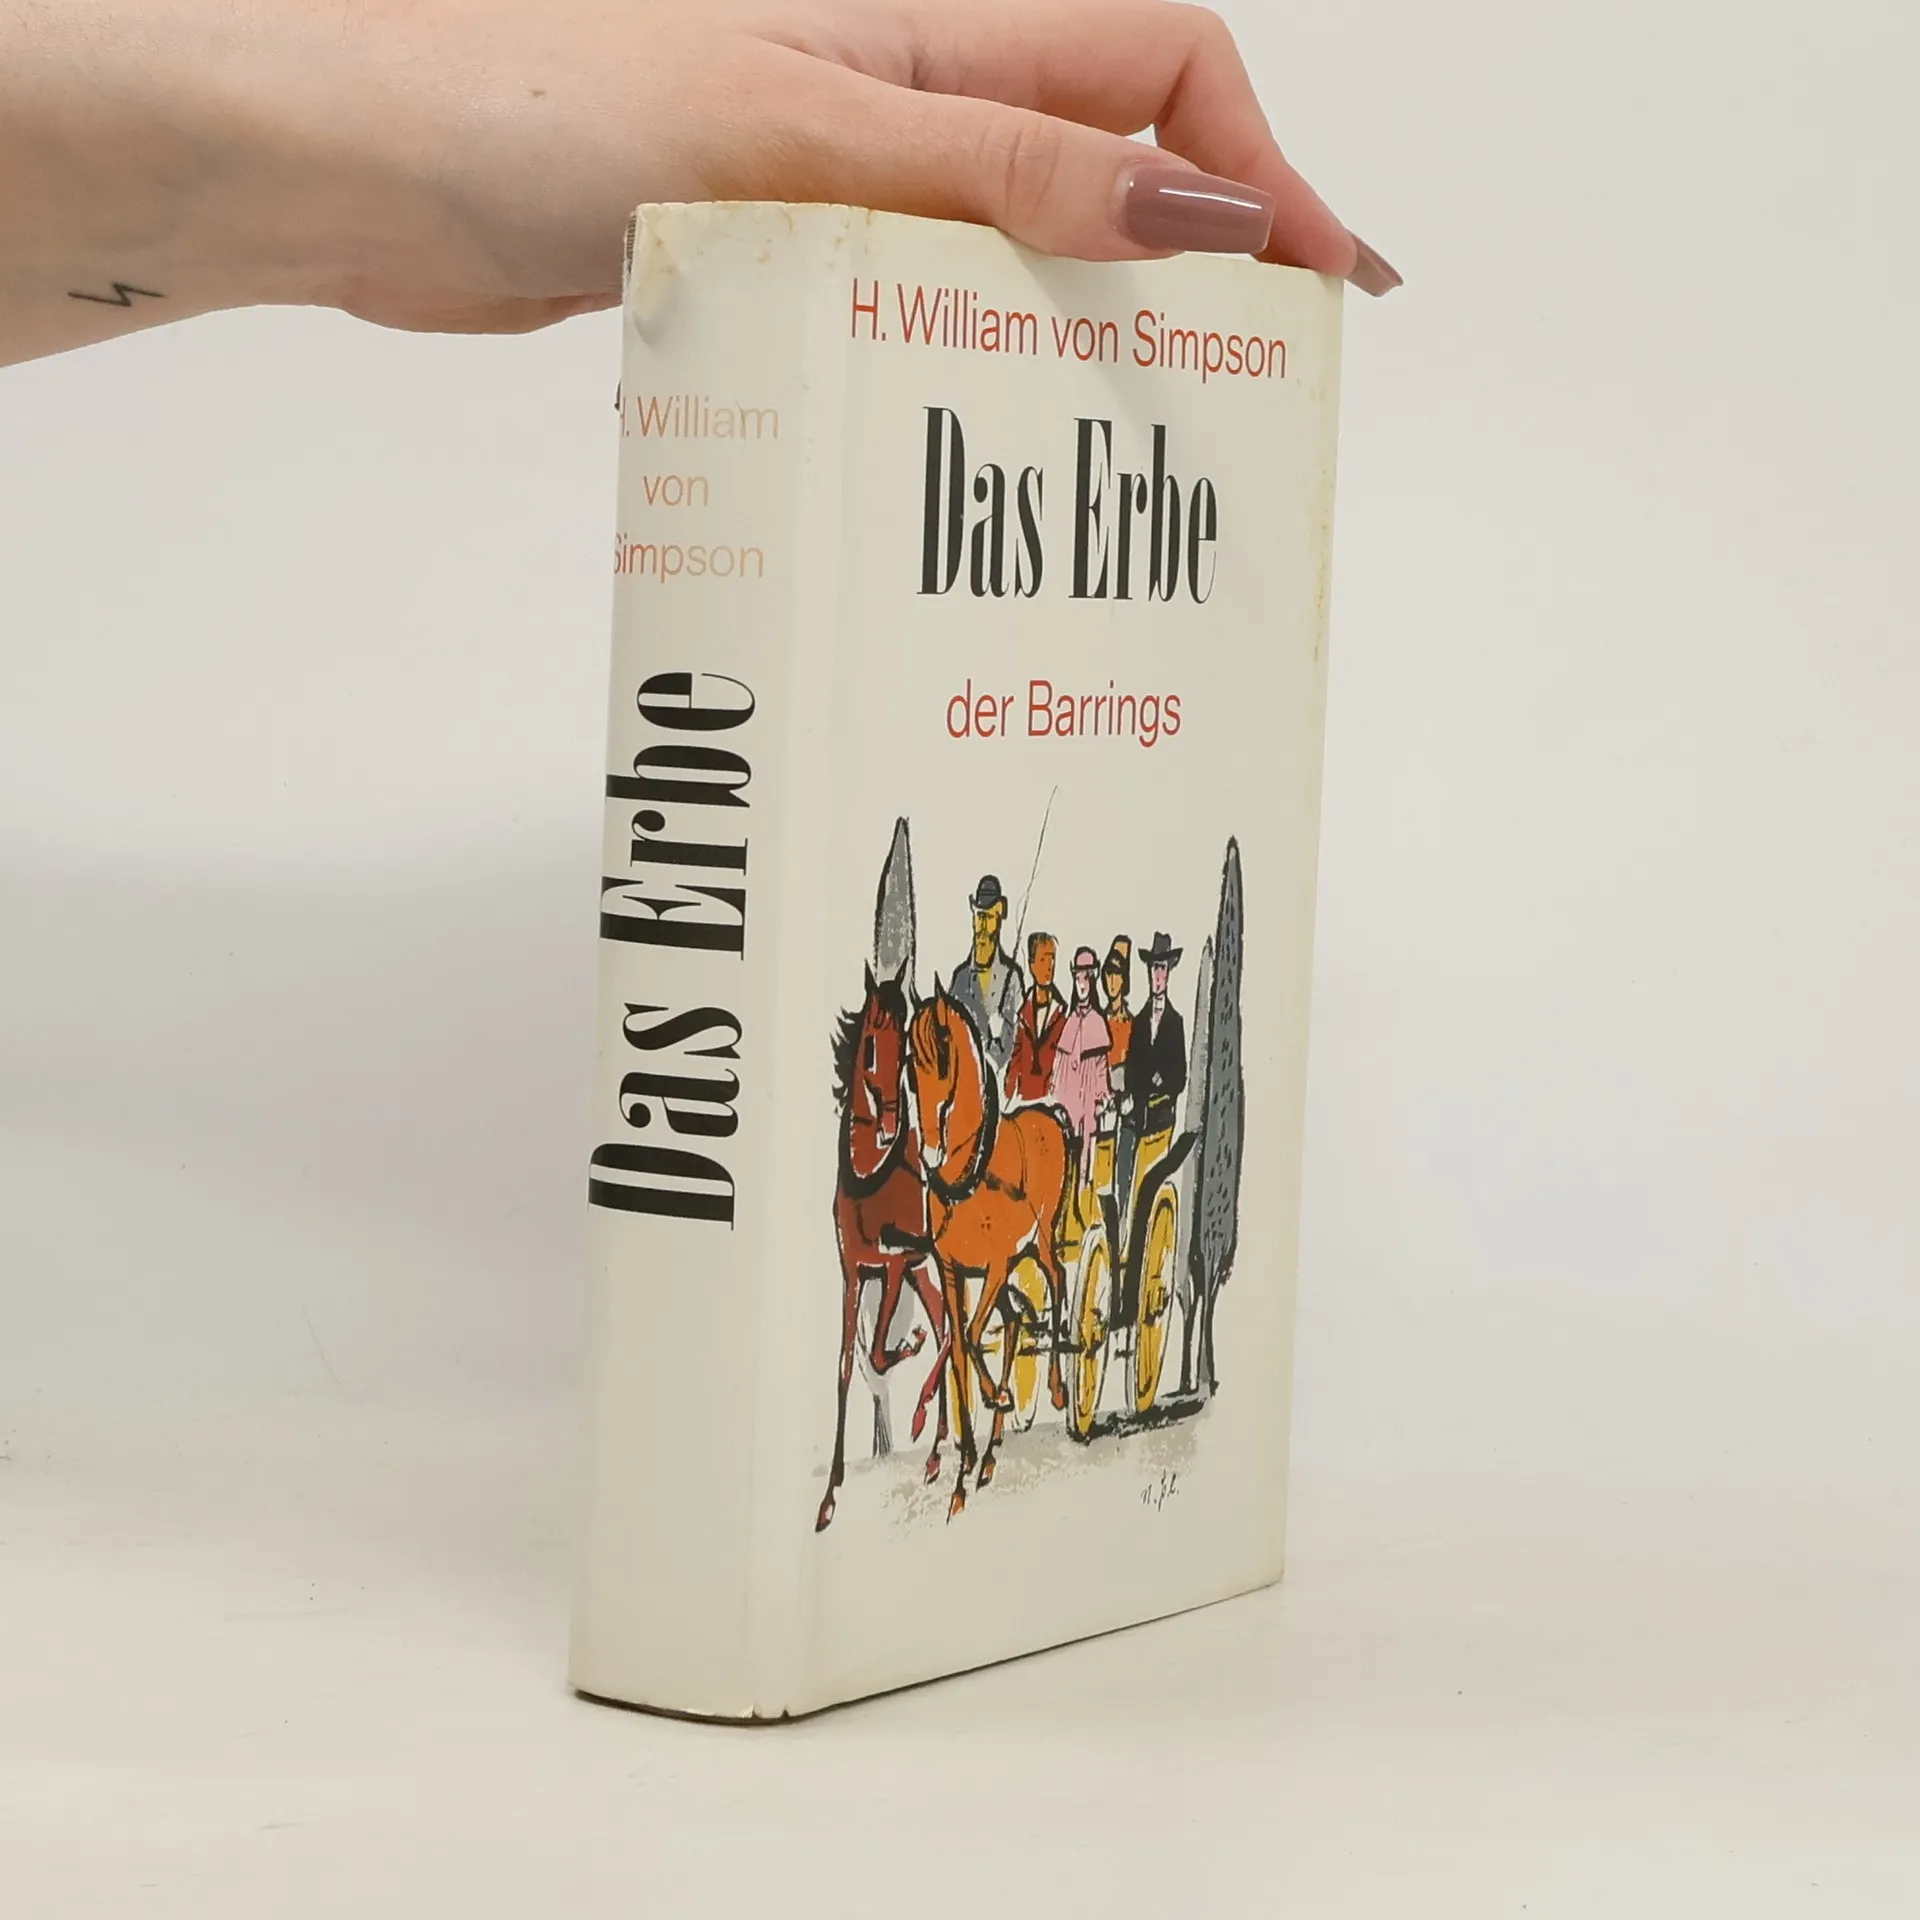 H. William von Simpson
Das Erbe
der Barrings
H. William
von
Simpson
Das Erbe